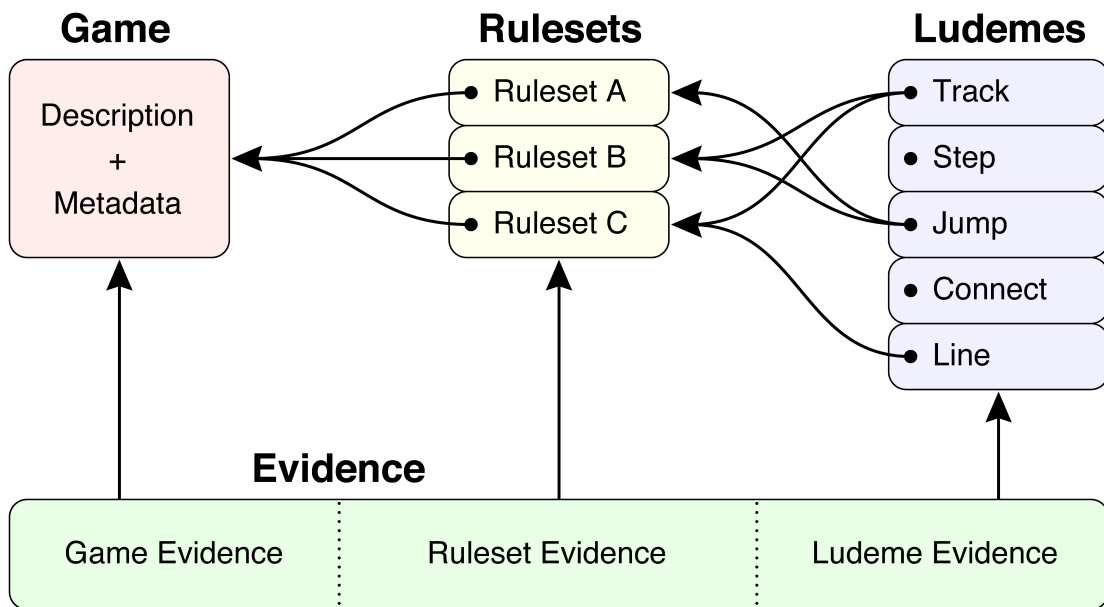 Game
Rulesets
Ludemes
Description
+
Metadata
Ruleset A
Ruleset B
Ruleset C
Track
Step
Jump
Connect
Line
Evidence
Game Evidence
Ruleset Evidence
Ludeme Evidence